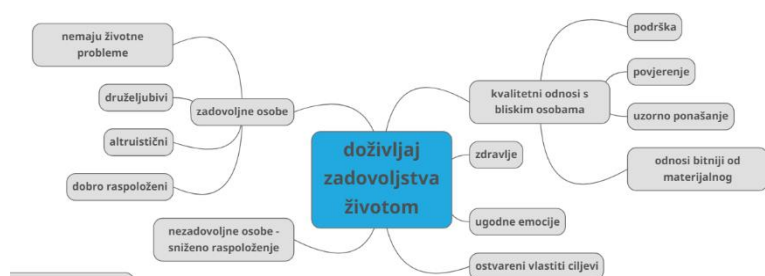 nemaju životne
probleme
druželjubivi
altruistični
dobro raspoloženi
zadovoljne osobe
nezadovoljne osobe -
sniženo raspoloženje
doživljaj
zadovoljstva
životom
kvalitetni odnosi s
bliskim osobama
podrška
povjerenje
uzorno ponašanje
odnosi bitniji od
materijalnog
zdravlje
ugodne emocije
ostvareni vlastiti ciljevi